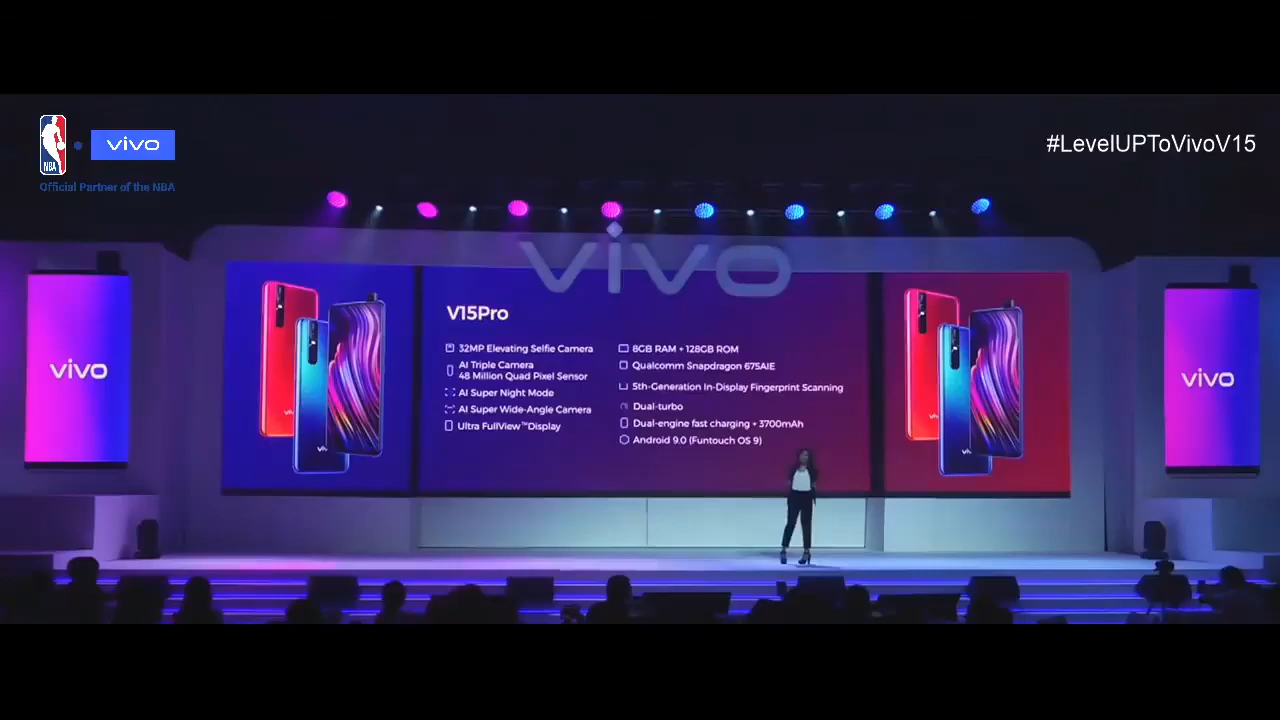 NBA
vivo
Official Partner of the NBA
#LevelUPToVivoV15
vivo
vivo
V15Pro
32MP Elevating Selfie Camera
AI Triple Camera
48 Million Quad Pixel Sensor
AI Super Night Mode
AI Super Wide-Angle Camera
Ultra FullView™Display
8GB RAM + 128GB ROM
Qualcomm Snapdragon 675AIE
5th-Generation In-Display Fingerprint Scanning
Dual-turbo
Dual-engine fast charging + 3700mAh
Android 9.0 (Funtouch OS 9)
vivo